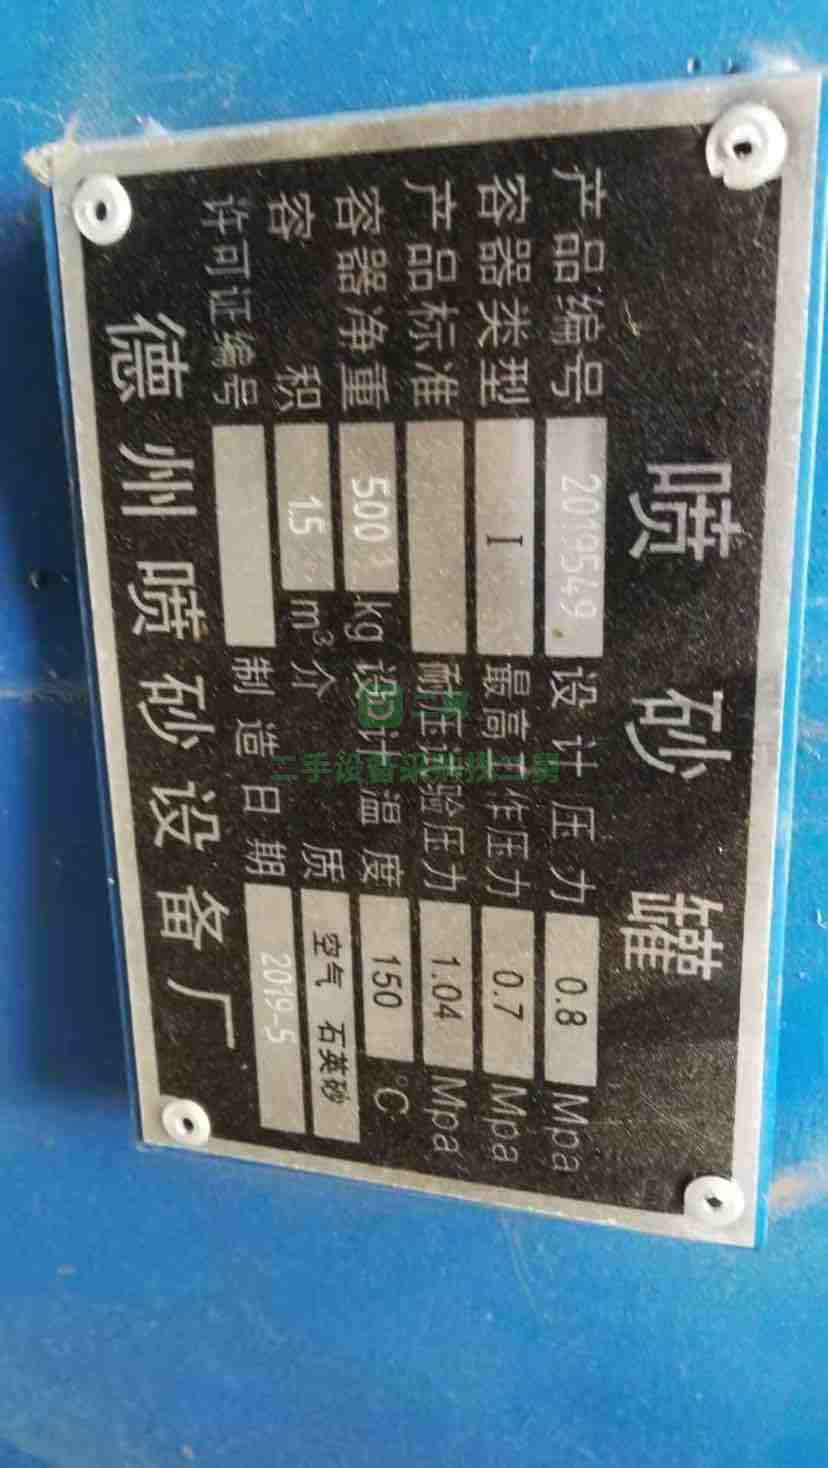 喷砂罐
产品编号 2019549 设计压力 0.8 Mpa
容器类型 I 最高工作压力 0.7 Mpa
产品标准 耐压试验压力 1.04 Mpa
容器净重 500 kg 设计温度 150 ℃
容积 1.5 m³ 介质 空气 石英砂
许可证编号 制造日期 2019-5
德州喷砂设备厂